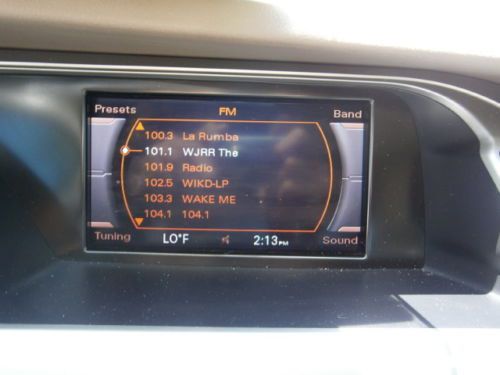 Presets FM Band
100.3 La Rumba
101.1 WJRR The
101.9 Radio
102.5 WIKD-LP
103.3 WAKE ME
104.1 104.1
Tuning LO°F 2:13PM Sound